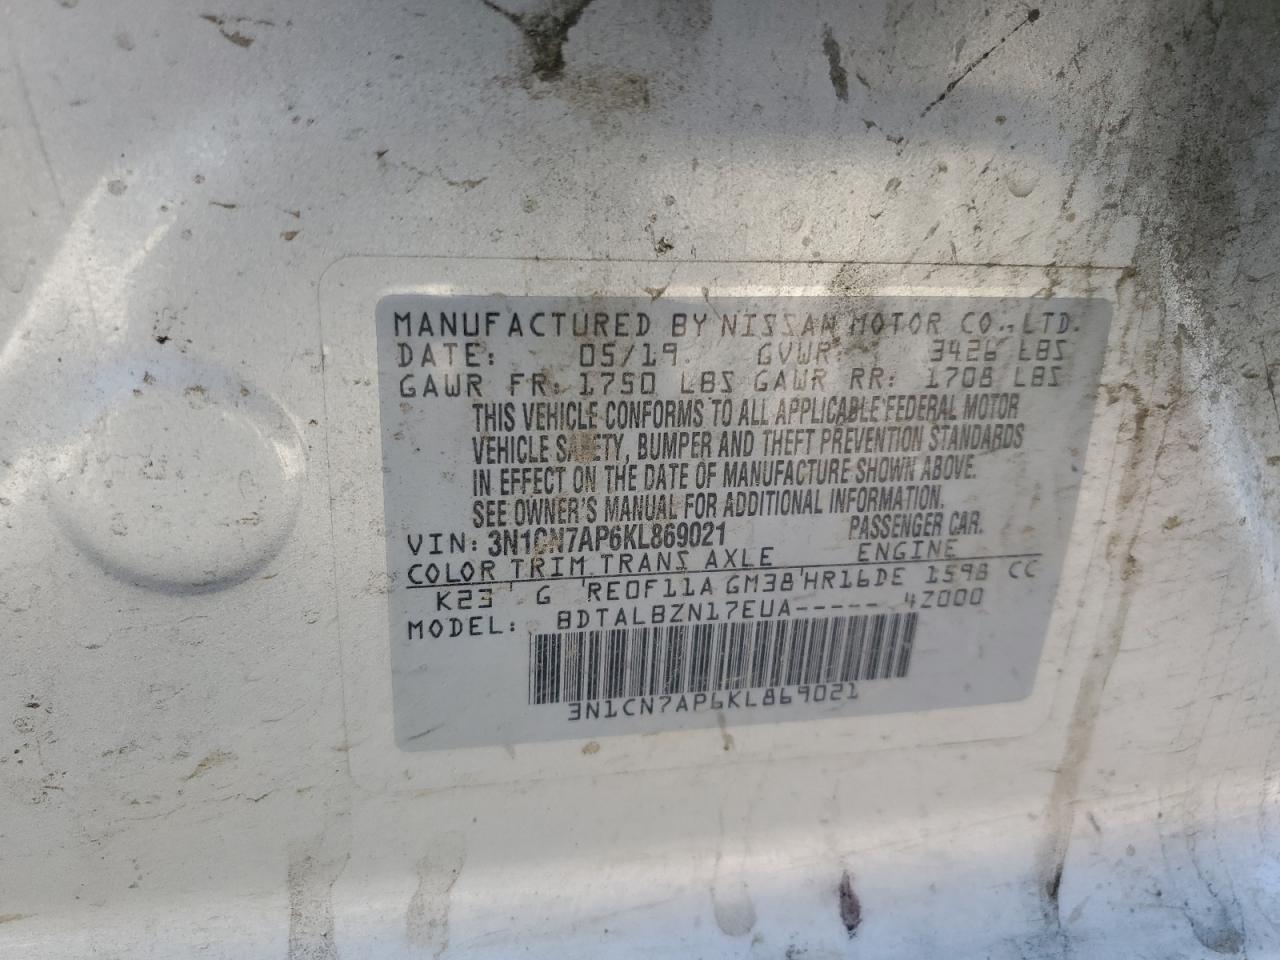 MANUFACTURED BY NISSAN MOTOR CO., LTD.
DATE: 05/19 GVWR: 3426 LBS
GAWR FR: 1750 LBS GAWR RR: 1708 LBS
THIS VEHICLE CONFORMS TO ALL APPLICABLE FEDERAL MOTOR
VEHICLE SAFETY, BUMPER AND THEFT PREVENTION STANDARDS
IN EFFECT ON THE DATE OF MANUFACTURE SHOWN ABOVE.
SEE OWNER'S MANUAL FOR ADDITIONAL INFORMATION.
VIN: 3N1CN7AP6KL869021 PASSENGER CAR.
COLOR TRIM TRANS AXLE ENGINE
K23 G RE0F11A GM38 HR16DE 1598 CC
MODEL: BDTALBZN17EUA----- 4Z000
3N1CN7AP6KL869021